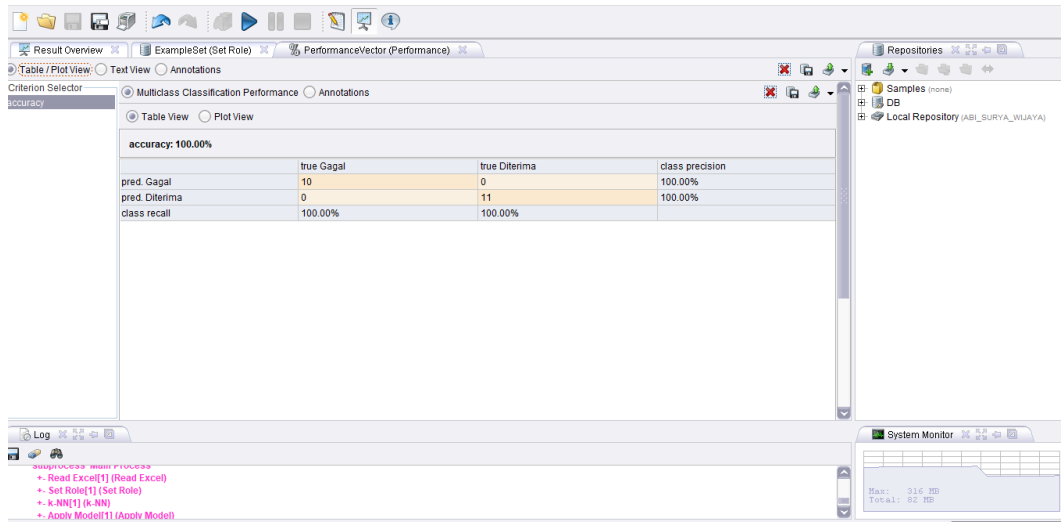 Result Overview
ExampleSet (Set Role)
% PerformanceVector (Performance)
Repositories
Table / Plot View
Text View
Annotations
Criterion Selector
accuracy
Multiclass Classification Performance
Annotations
Table View
Plot View
accuracy: 100.00%
true Gagal true Diterima class precision
pred. Gagal 10 0 100.00%
pred. Diterima 0 11 100.00%
class recall 100.00% 100.00%
Samples (none)
DB
Local Repository (ABI_SURYA_WIJAYA)
Log
subprocess 'Main Process'
+- Read Excel[1] (Read Excel)
+- Set Role[1] (Set Role)
+- k-NN[1] (k-NN)
+- Apply Model[1] (Apply Model)
System Monitor
Max: 316 MB
Total: 82 MB